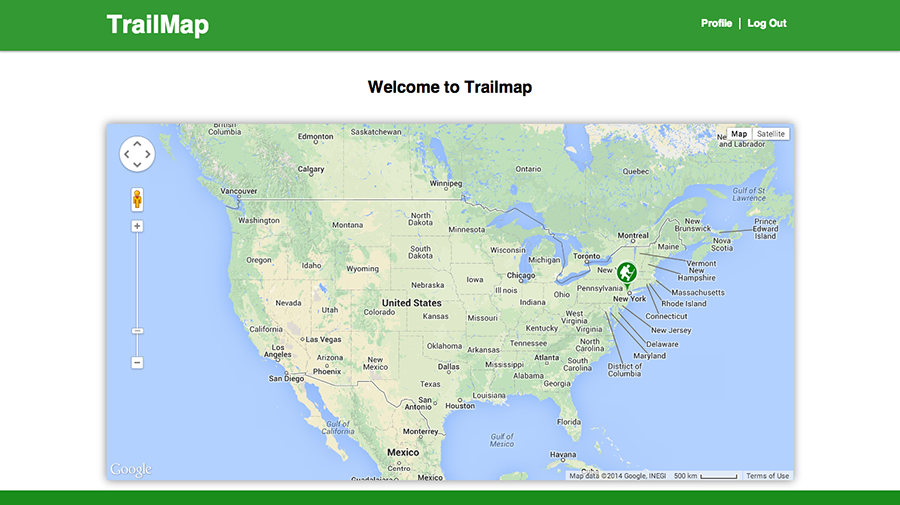 TrailMap
Profile | Log Out
Welcome to Trailmap
Map
Satellite
British
Columbia
Edmonton
Saskatchewan
and Labrador
Calgary
Ontario
Quebec
Winnipeg
Vancouver
Gulf of St
Lawrence
Washington
Montana
North
Dakota
Minnesota
Montreal
New
Brunswick
Prince
Edward
Island
Nova
Scotia
Maine
South
Dakota
Wisconsin
Michigan
Toronto
Vermont
New
Hampshire
Oregon
Idaho
Wyoming
New
Chicago
Iowa
Nebraska
Illinois
Indiana
Ohio
Pennsylvania
New York
Massachusetts
Rhode Island
Connecticut
New Jersey
Delaware
Maryland
District of
Columbia
Nevada
Utah
Colorado
United States
Kansas
Missouri
West
Virginia
Virginia
Kentucky
California
Las Vegas
Los
Angeles
Arizona
Phoenix
New
Mexico
Oklahoma
Arkansas
Tennessee
North
Carolina
South
Carolina
Atlanta
San Diego
Dallas
Mississippi
Alabama
Georgia
Texas
Louisiana
San
Antonio
Houston
Florida
Gulf of
California
Monterrey
Gulf of
Mexico
Mexico
Havana
Cuba
Centro
Guadalajara
Mexico
Google
Map data ©2014 Google, INEGI
500 km
Terms of Use